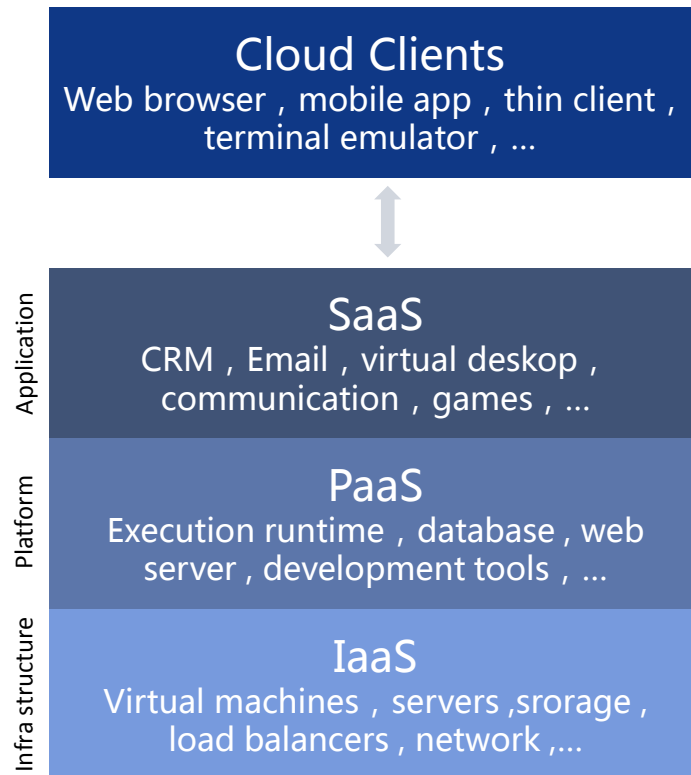 Cloud Clients
Web browser , mobile app , thin client ,
terminal emulator , ...
Application
SaaS
CRM , Email , virtual deskop ,
communication , games , ...
Platform
PaaS
Execution runtime , database , web
server , development tools , ...
Infra structure
IaaS
Virtual machines , servers ,srorage ,
load balancers , network ,...